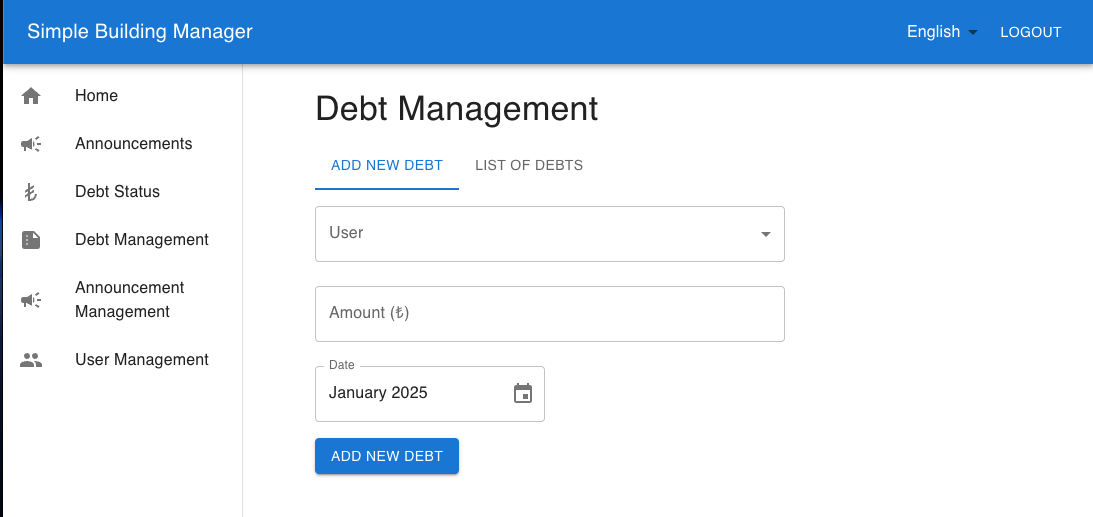 Simple Building Manager
English
LOGOUT
Home
Announcements
Debt Status
Debt Management
Announcement
Management
User Management
Debt Management
ADD NEW DEBT
LIST OF DEBTS
User
Amount (₺)
Date
January 2025
ADD NEW DEBT